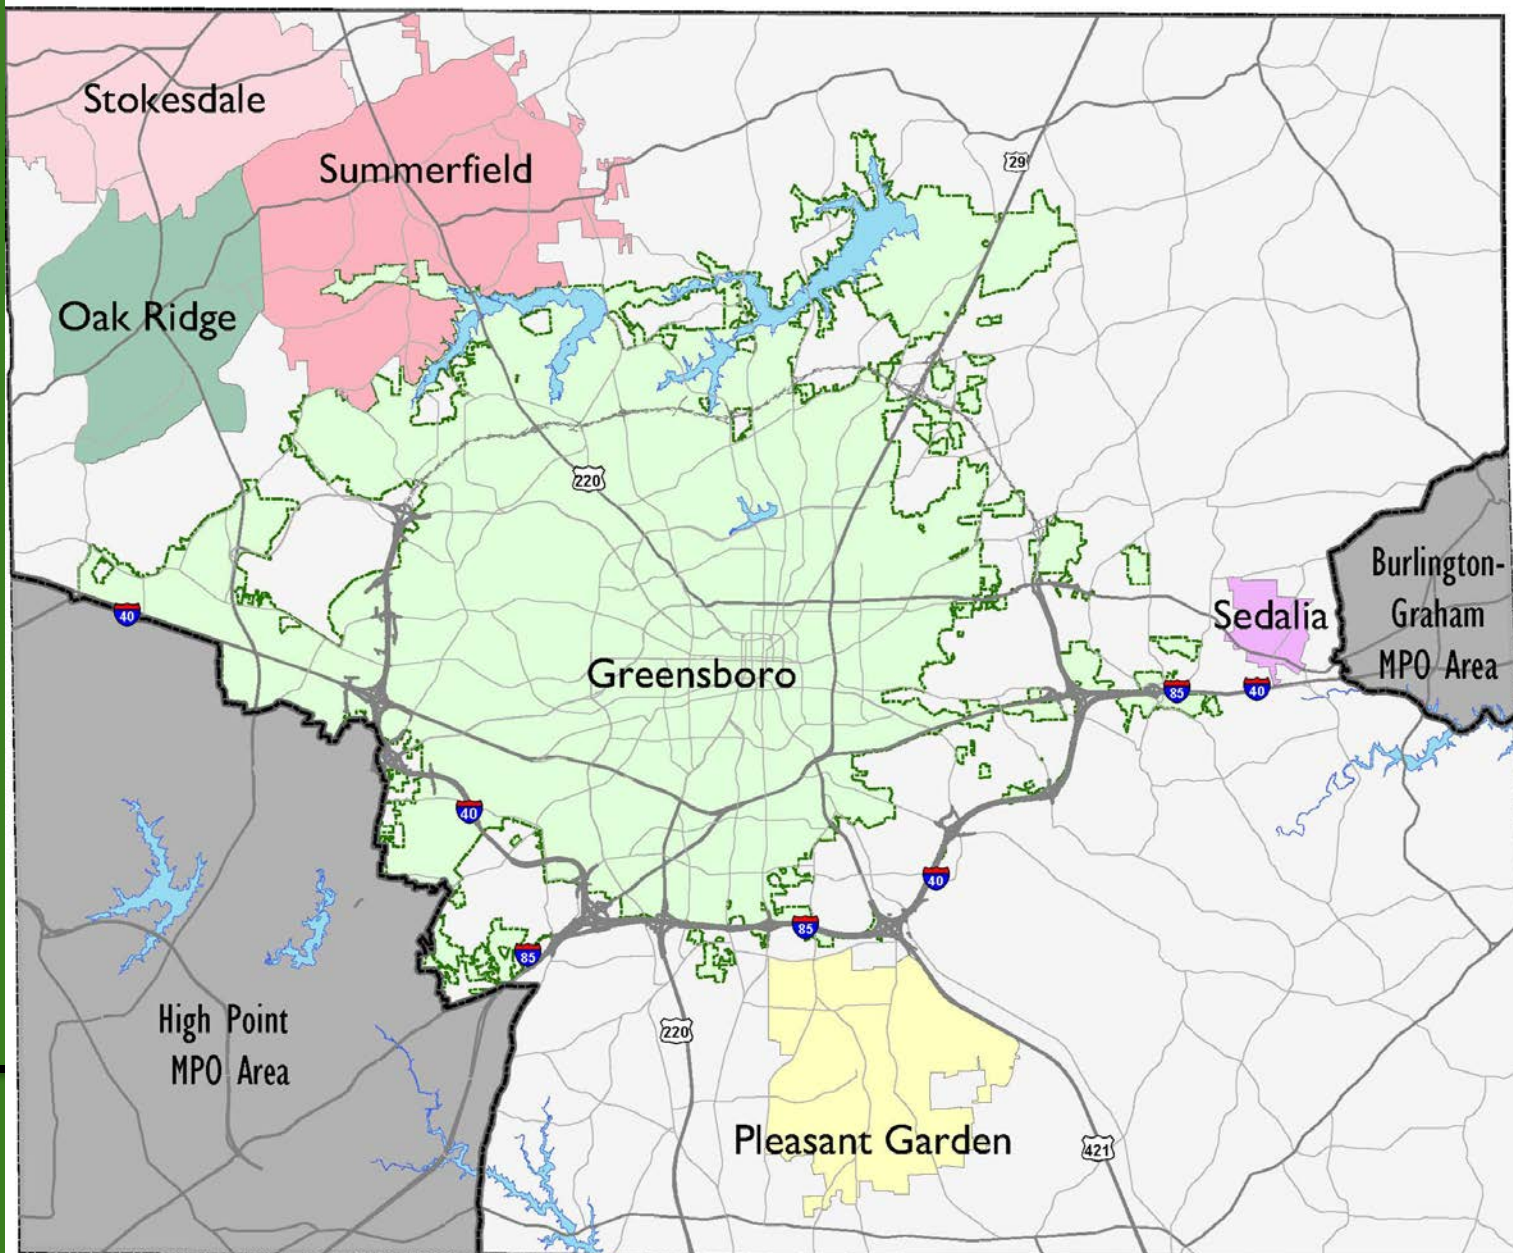 Stokesdale
Summerfield
29
Oak Ridge
220
Burlington-
Graham
MPO Area
40
Sedalia
Greensboro
85
40
40
40
85
85
High Point
MPO Area
220
Pleasant Garden
421